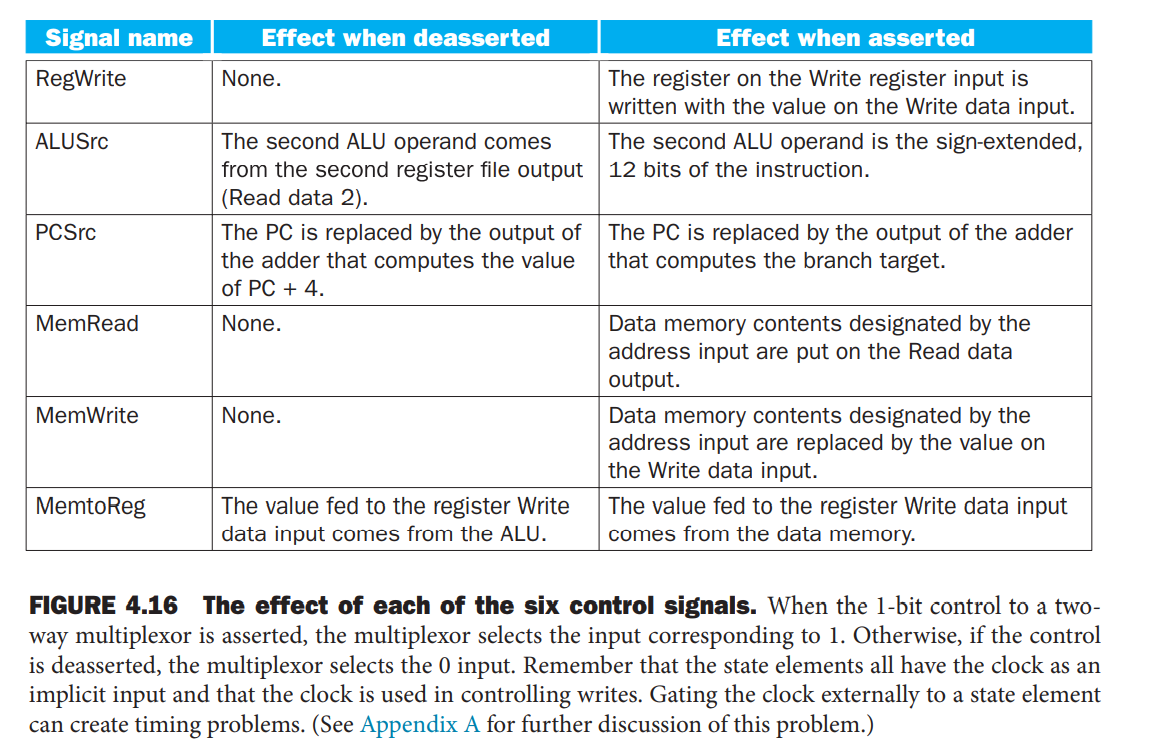 Signal name Effect when deasserted Effect when asserted
RegWrite None. The register on the Write register input is
written with the value on the Write data input.
ALUSrc The second ALU operand comes The second ALU operand is the sign-extended,
from the second register file output 12 bits of the instruction.
(Read data 2).
PCSrc The PC is replaced by the output of The PC is replaced by the output of the adder
the adder that computes the value that computes the branch target.
of PC + 4.
MemRead None. Data memory contents designated by the
address input are put on the Read data
output.
MemWrite None. Data memory contents designated by the
address input are replaced by the value on
the Write data input.
MemtoReg The value fed to the register Write The value fed to the register Write data input
data input comes from the ALU. comes from the data memory.
FIGURE 4.16 The effect of each of the six control signals. When the 1-bit control to a two-
way multiplexor is asserted, the multiplexor selects the input corresponding to 1. Otherwise, if the control
is deasserted, the multiplexor selects the 0 input. Remember that the state elements all have the clock as an
implicit input and that the clock is used in controlling writes. Gating the clock externally to a state element
can create timing problems. (See Appendix A for further discussion of this problem.)